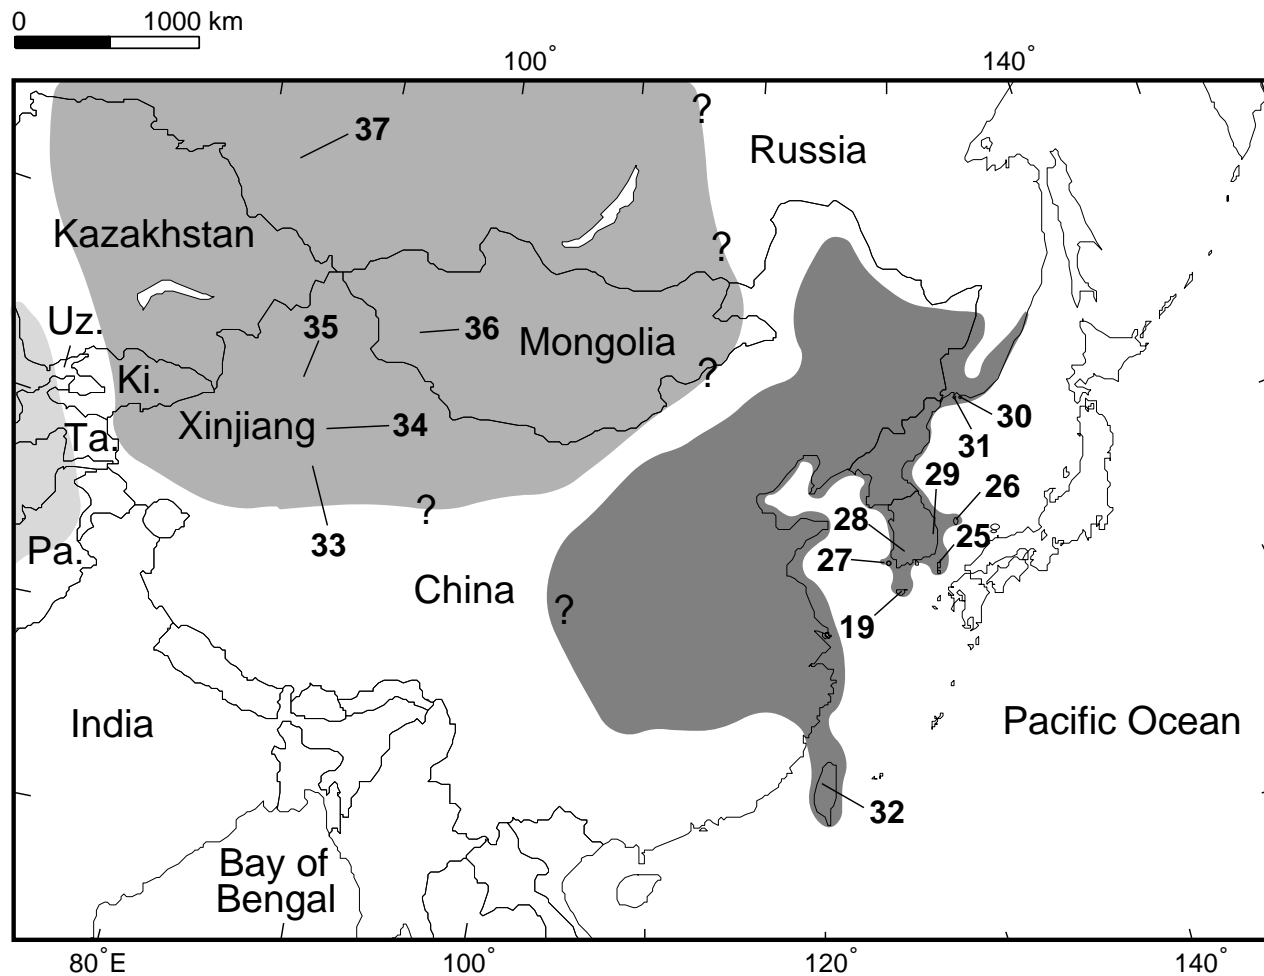 0 1000 km
100° 140°
?
37
Russia
Kazakhstan
?
Uz.
35
36
Mongolia
Ki.
?
Xinjiang
34
30
Ta.
31
29
26
?
28
25
33
Pa.
27
China
?
19
India
Pacific Ocean
32
Bay of
Bengal
80° E 100° 120° 140°